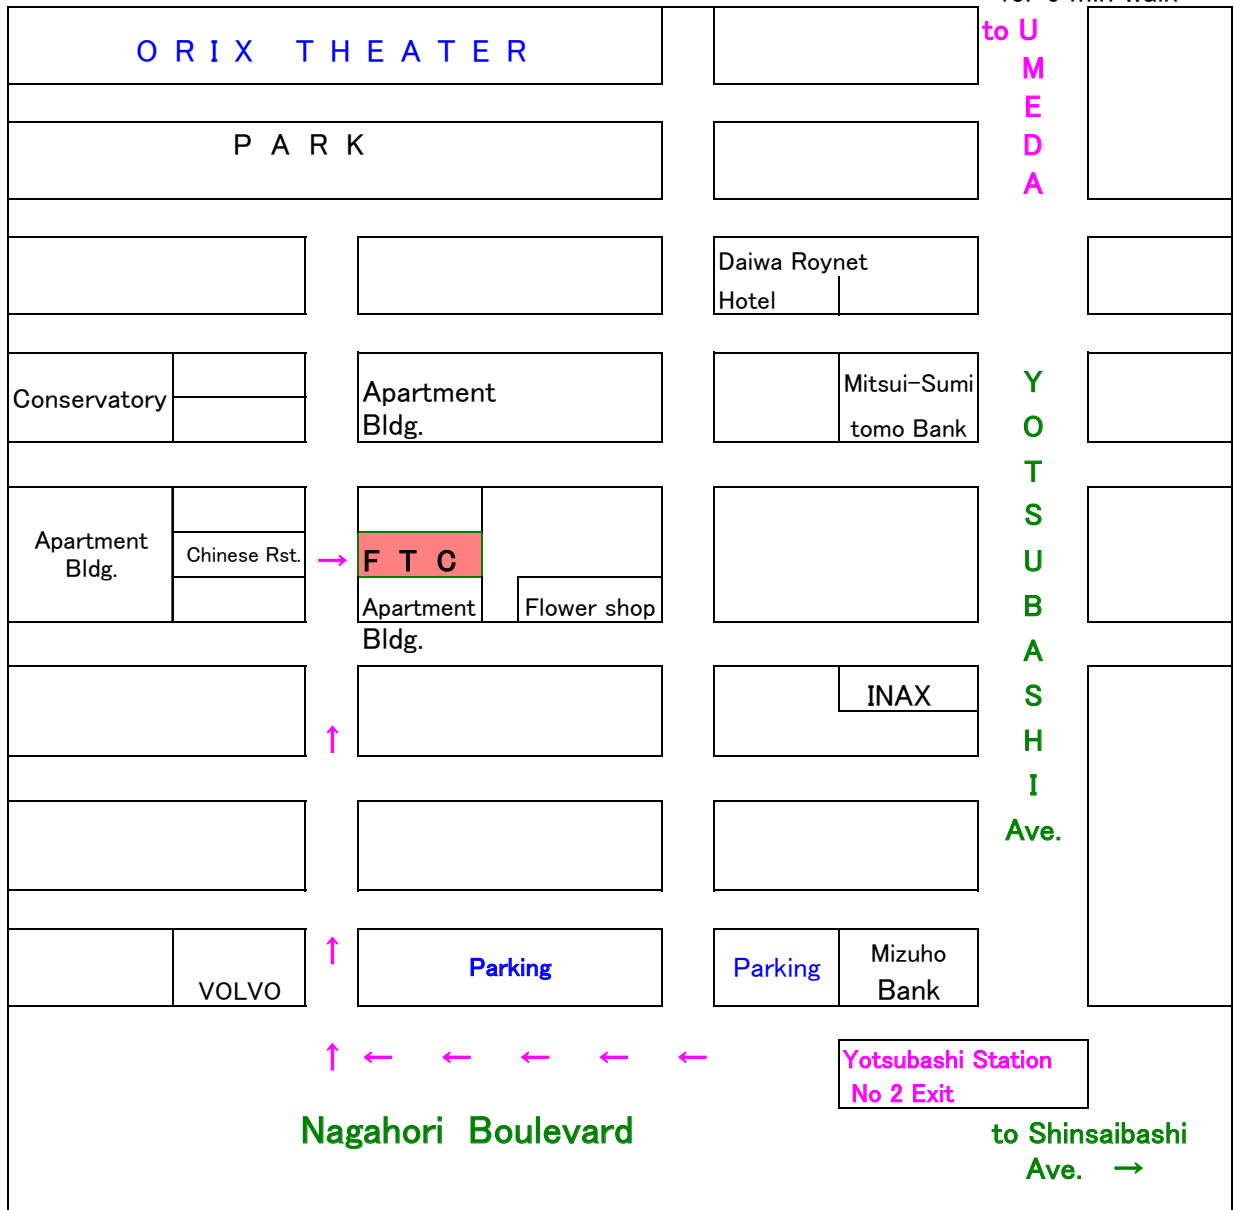 to U
M
E
D
A
ORIX THEATER
PARK
Daiwa Roynet
Hotel
Conservatory
Apartment
Bldg.
Mitsui-Sumi
tomo Bank
Y
O
T
S
U
B
A
S
H
I
Ave.
Apartment
Bldg.
Chinese Rst.
→
FTC
Apartment
Bldg.
Flower shop
INAX
↑
↑
VOLVO
Parking
Parking
Mizuho
Bank
↑ ← ← ← ← ←
Yotsubashi Station
No 2 Exit
Nagahori Boulevard
to Shinsaibashi
Ave. →